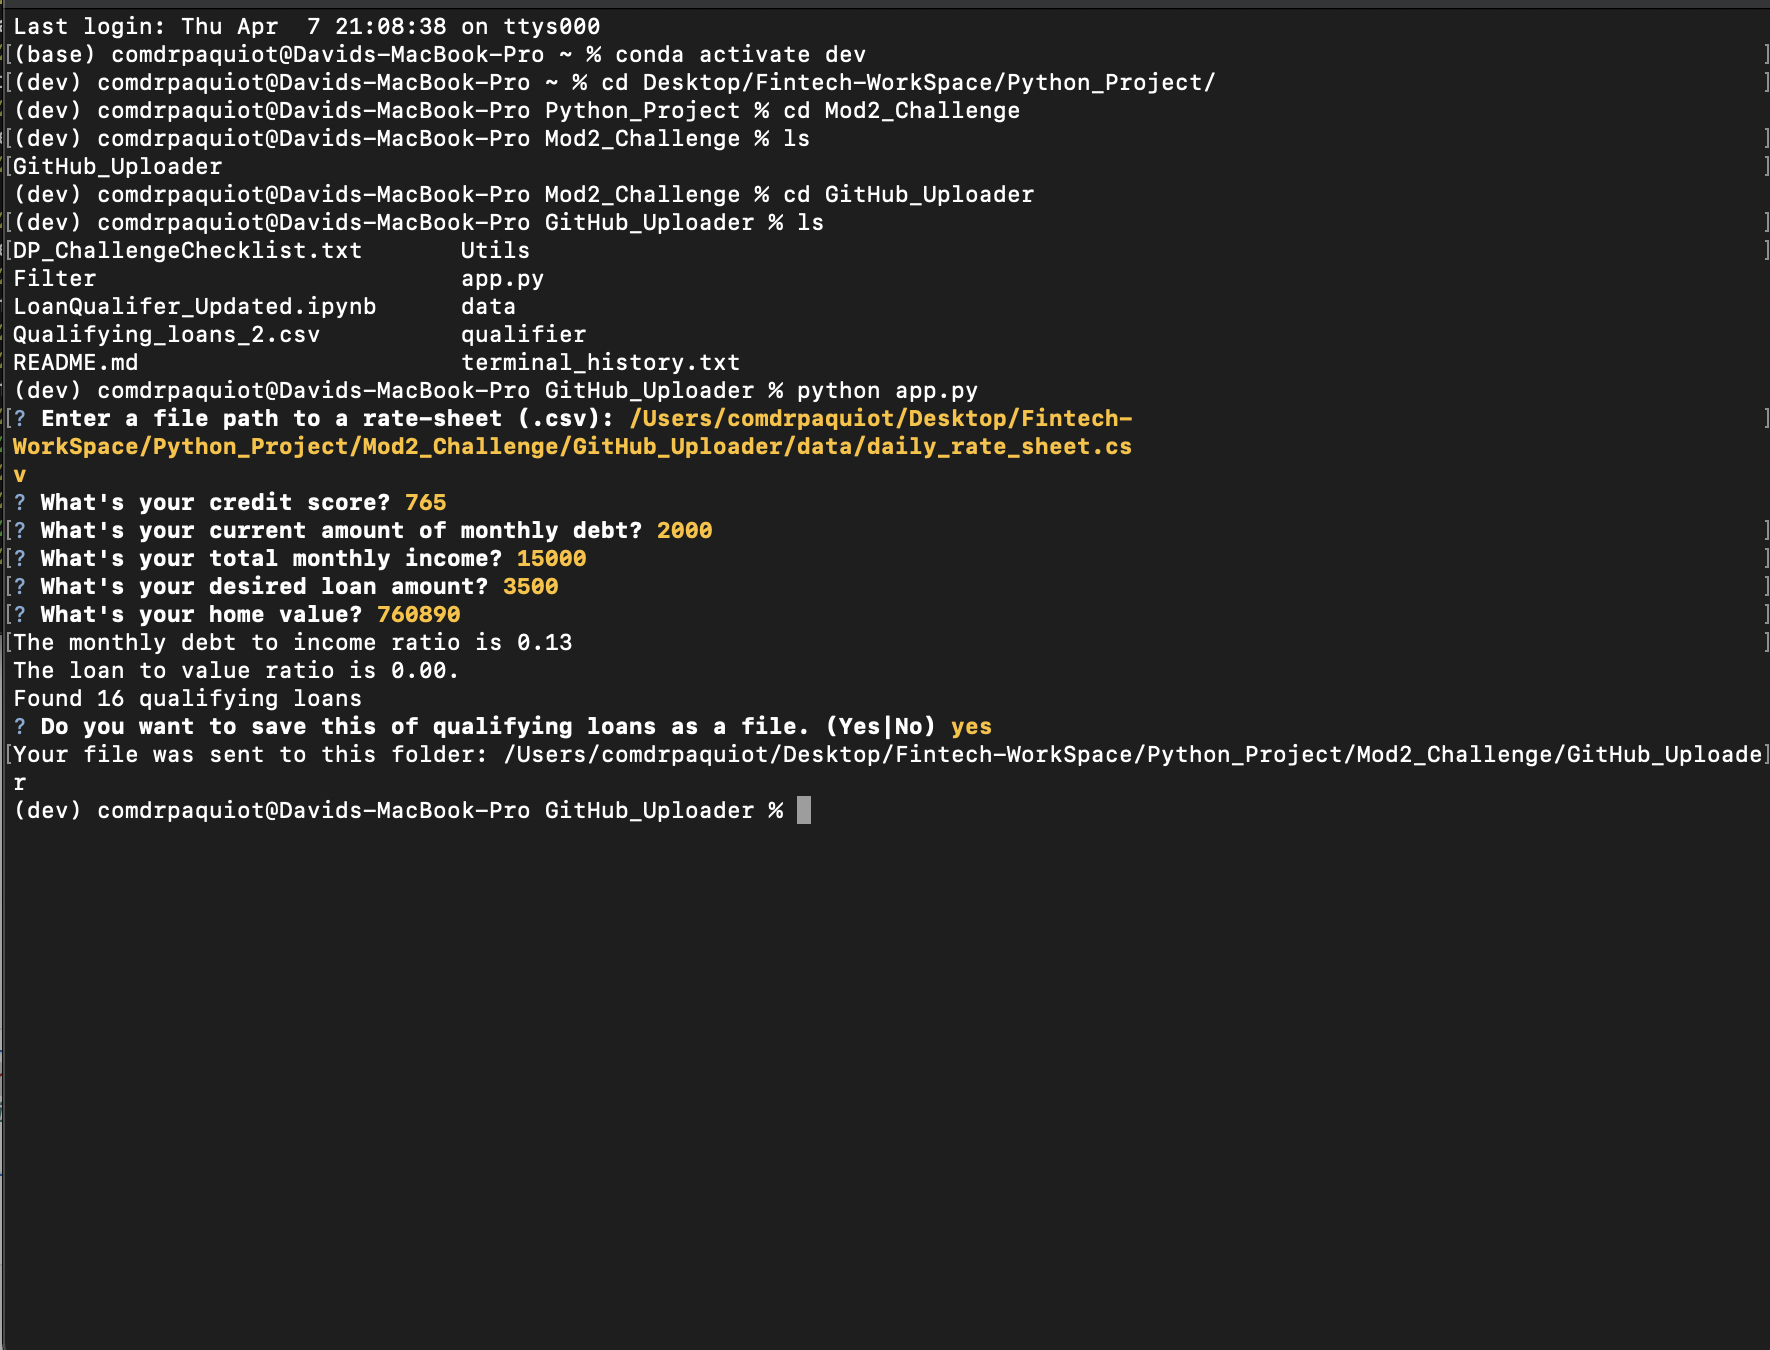 Last login: Thu Apr  7 21:08:38 on ttys000
[(base) comdrpaquiot@Davids-MacBook-Pro ~ % conda activate dev ]
[(dev) comdrpaquiot@Davids-MacBook-Pro ~ % cd Desktop/Fintech-WorkSpace/Python_Project/ ]
(dev) comdrpaquiot@Davids-MacBook-Pro Python_Project % cd Mod2_Challenge
[(dev) comdrpaquiot@Davids-MacBook-Pro Mod2_Challenge % ls ]
[GitHub_Uploader ]
(dev) comdrpaquiot@Davids-MacBook-Pro Mod2_Challenge % cd GitHub_Uploader
[(dev) comdrpaquiot@Davids-MacBook-Pro GitHub_Uploader % ls ]
[DP_ChallengeChecklist.txt       Utils ]
Filter                          app.py
LoanQualifer_Updated.ipynb      data
Qualifying_loans_2.csv          qualifier
README.md                       terminal_history.txt
(dev) comdrpaquiot@Davids-MacBook-Pro GitHub_Uploader % python app.py
[? Enter a file path to a rate-sheet (.csv): /Users/comdrpaquiot/Desktop/Fintech- ]
WorkSpace/Python_Project/Mod2_Challenge/GitHub_Uploader/data/daily_rate_sheet.cs
v
? What's your credit score? 765
[? What's your current amount of monthly debt? 2000 ]
[? What's your total monthly income? 15000 ]
[? What's your desired loan amount? 3500 ]
[? What's your home value? 760890 ]
[The monthly debt to income ratio is 0.13 ]
The loan to value ratio is 0.00.
Found 16 qualifying loans
? Do you want to save this of qualifying loans as a file. (Yes|No) yes
[Your file was sent to this folder: /Users/comdrpaquiot/Desktop/Fintech-WorkSpace/Python_Project/Mod2_Challenge/GitHub_Uploade]
r
(dev) comdrpaquiot@Davids-MacBook-Pro GitHub_Uploader %